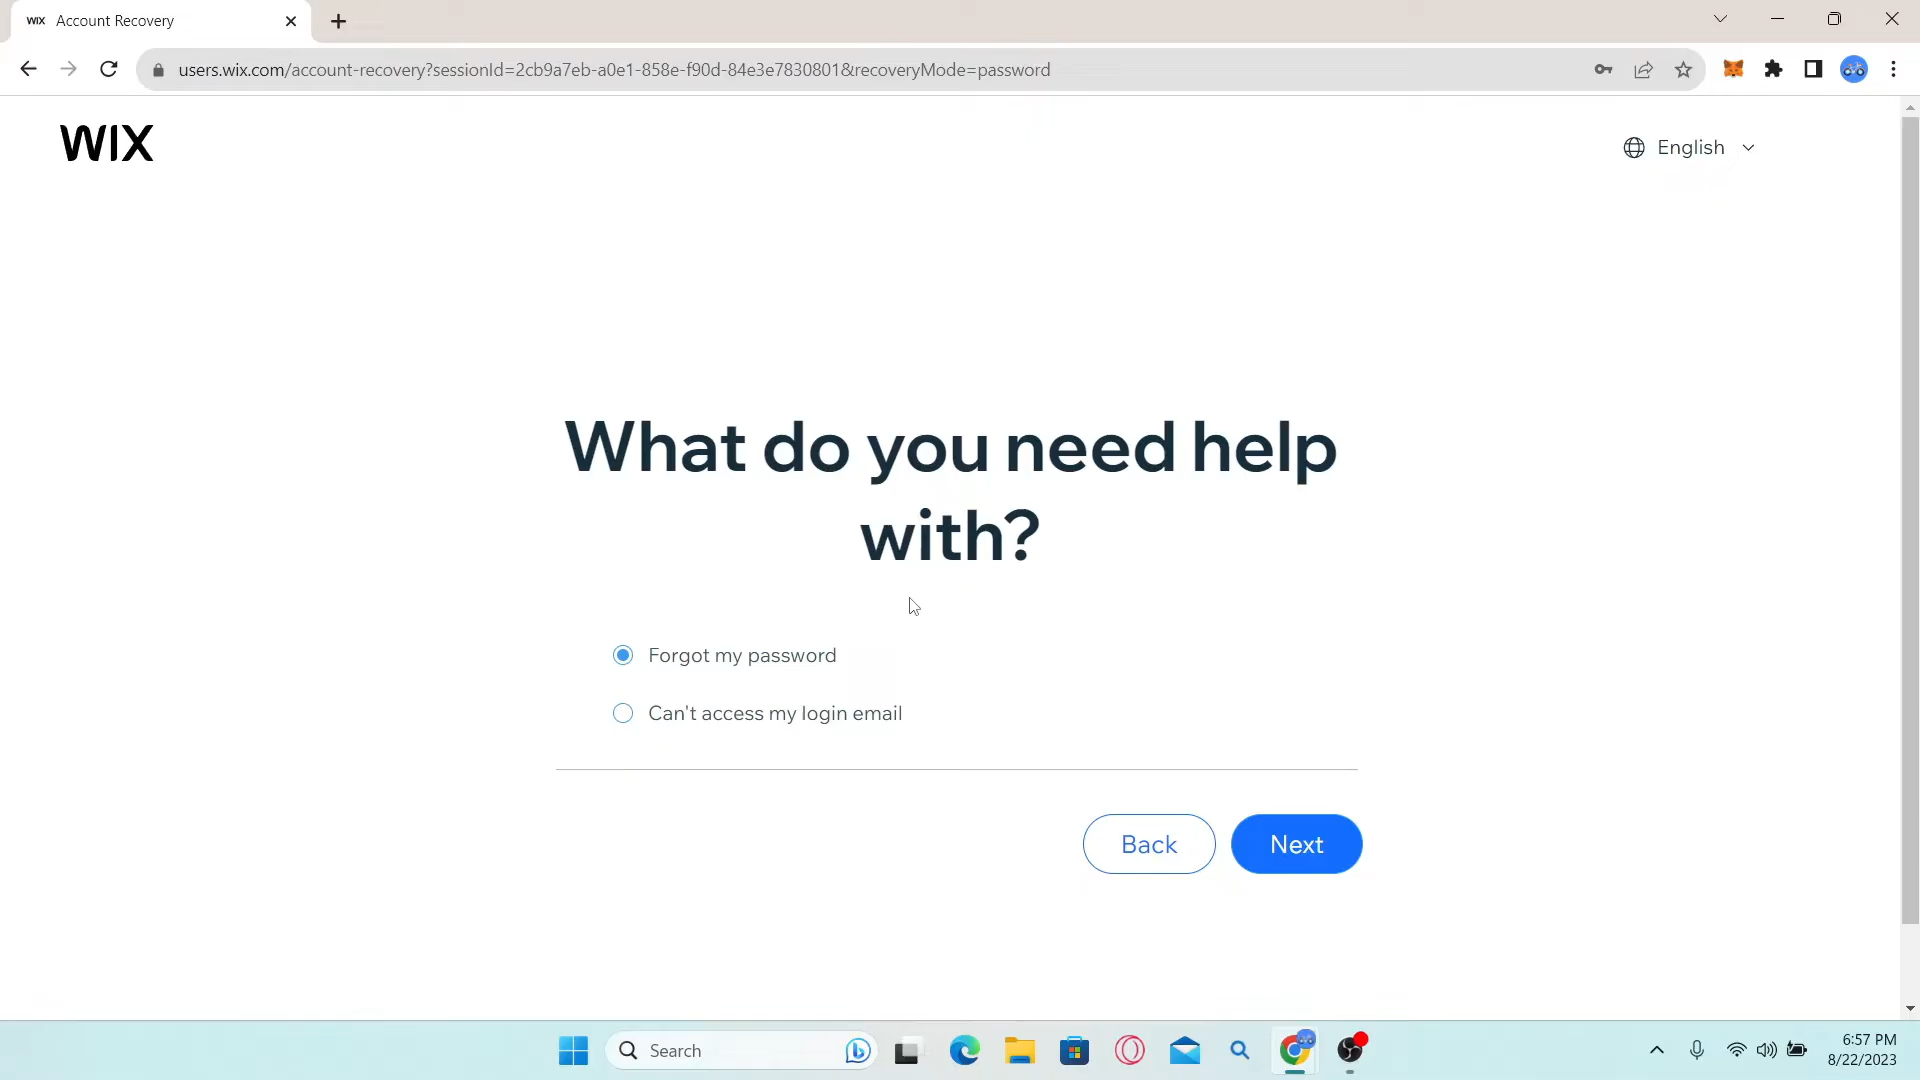 WIX Account Recovery
users.wix.com/account-recovery?sessionId=2cb9a7eb-a0e1-858e-f90d-84e3e7830801&recoveryMode=password
WIX
English
What do you need help
with?
Forgot my password
Can't access my login email
Back
Next
Search
6:57 PM
8/22/2023